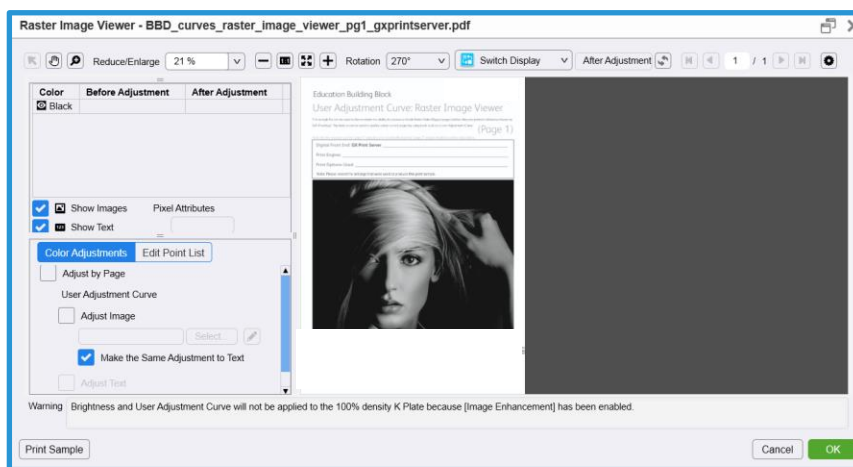 Raster Image Viewer - BBD_curves_raster_image_viewer_pg1_gxprintserver.pdf
Reduce/Enlarge 21 % Rotation 270° Switch Display After Adjustment 1 / 1
Color Before Adjustment After Adjustment
Black
Show Images Pixel Attributes
Show Text
Color Adjustments Edit Point List
Adjust by Page
User Adjustment Curve
Adjust Image
Select...
Make the Same Adjustment to Text
Adjust Text
Education Building Block
User Adjustment Curve: Raster Image Viewer
(Page 1)
Warning Brightness and User Adjustment Curve will not be applied to the 100% density K Plate because [Image Enhancement] has been enabled.
Print Sample Cancel OK